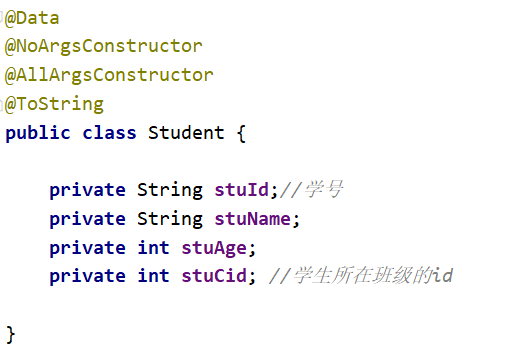 @Data
@NoArgsConstructor
@AllArgsConstructor
@ToString
public class Student {
private String stuId;//学号
private String stuName;
private int stuAge;
private int stuCid; //学生所在班级的id
}